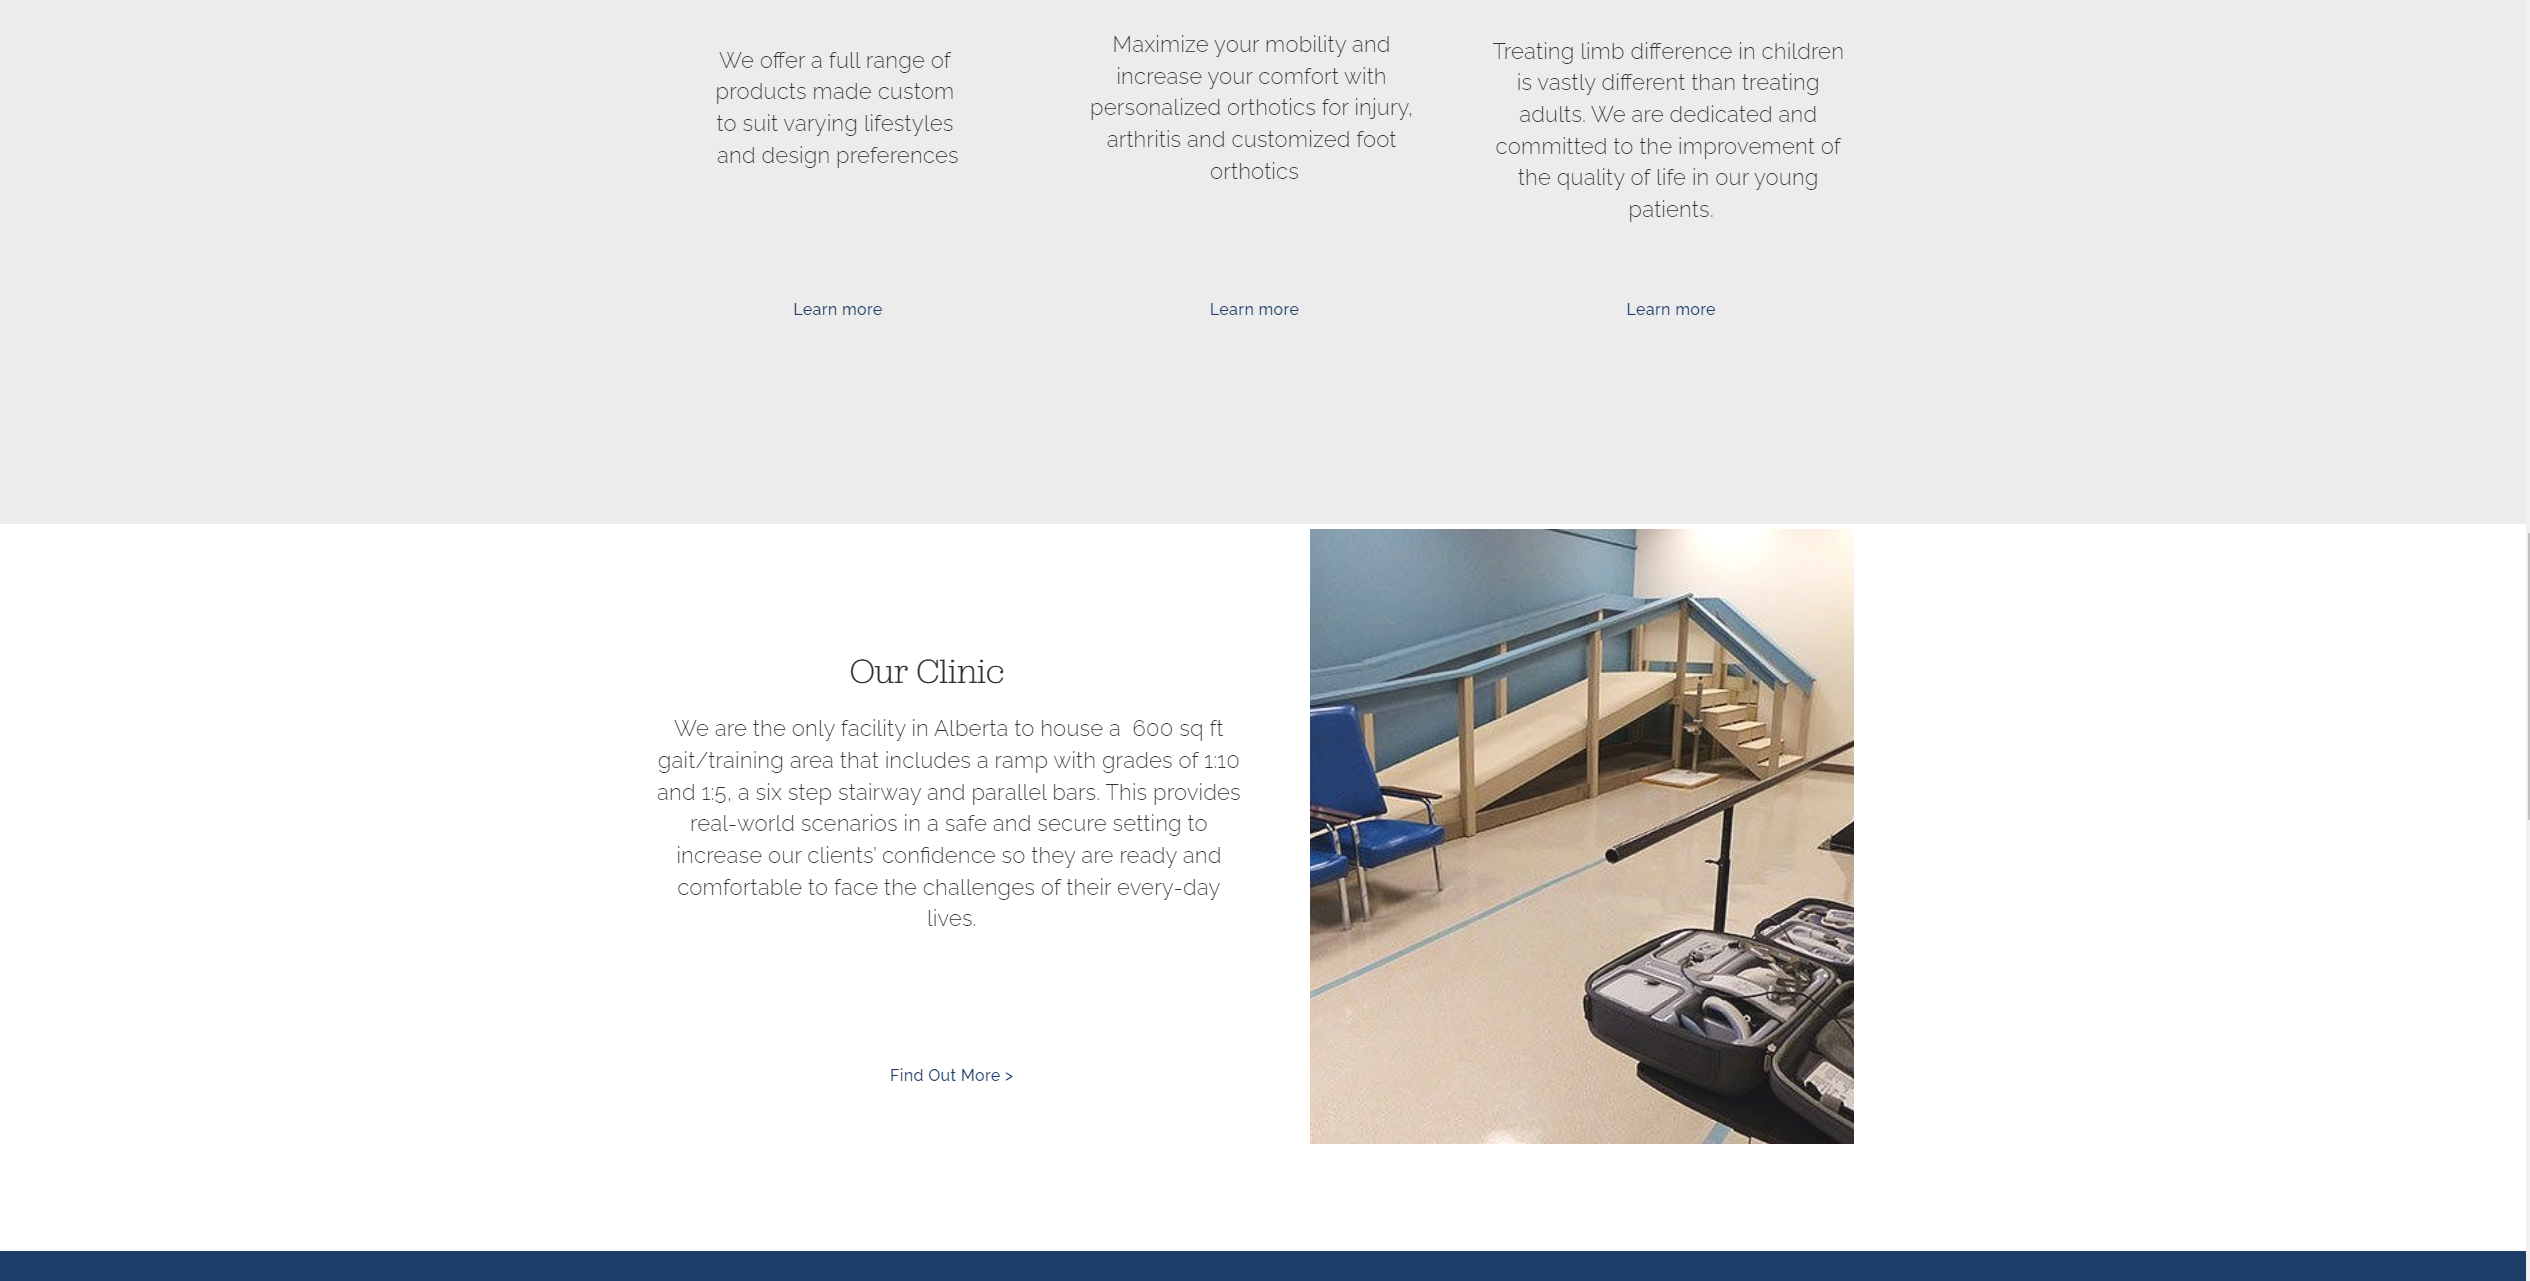 We offer a full range of
products made custom
to suit varying lifestyles
and design preferences
Learn more
Maximize your mobility and
increase your comfort with
personalized orthotics for injury,
arthritis and customized foot
orthotics
Learn more
Treating limb difference in children
is vastly different than treating
adults. We are dedicated and
committed to the improvement of
the quality of life in our young
patients.
Learn more
Our Clinic
We are the only facility in Alberta to house a  600 sq ft
gait/training area that includes a ramp with grades of 1:10
and 1:5, a six step stairway and parallel bars. This provides
real-world scenarios in a safe and secure setting to
increase our clients’ confidence so they are ready and
comfortable to face the challenges of their every-day
lives.
Find Out More >